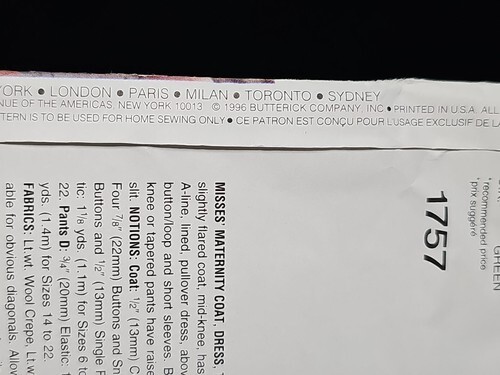 YORK • LONDON • PARIS • MILAN • TORONTO • SYDNEY
NUE OF THE AMERICAS, NEW YORK 10013 © 1996 BUTTERICK COMPANY, INC • PRINTED IN U.S.A. ALL
TERN IS TO BE USED FOR HOME SEWING ONLY • CE PATRON EST CONÇU POUR L'USAGE EXCLUSIF DE LA
GREEN
*recommended price
*prix suggéré
1757
MISSES' MATERNITY COAT, DRESS,
slightly flared coat, mid-knee, has
A-line, lined, pullover dress, above
button/loop and short sleeves. B
knee or tapered pants have raise
slit. NOTIONS: Coat: 1/2" (13mm) C
Four 7/8" (22mm) Buttons and Sn
Buttons and 1/2" (13mm) Single F
tic: 1 1/8 yds. (1.1m) for Sizes 6 to
22. Pants D: 3/4" (20mm) Elastic: 1
yds. (1.4m) for Sizes 14 to 22.
FABRICS: Lt.wt. Wool Crepe, Lt.w
able for obvious diagonals. Allow